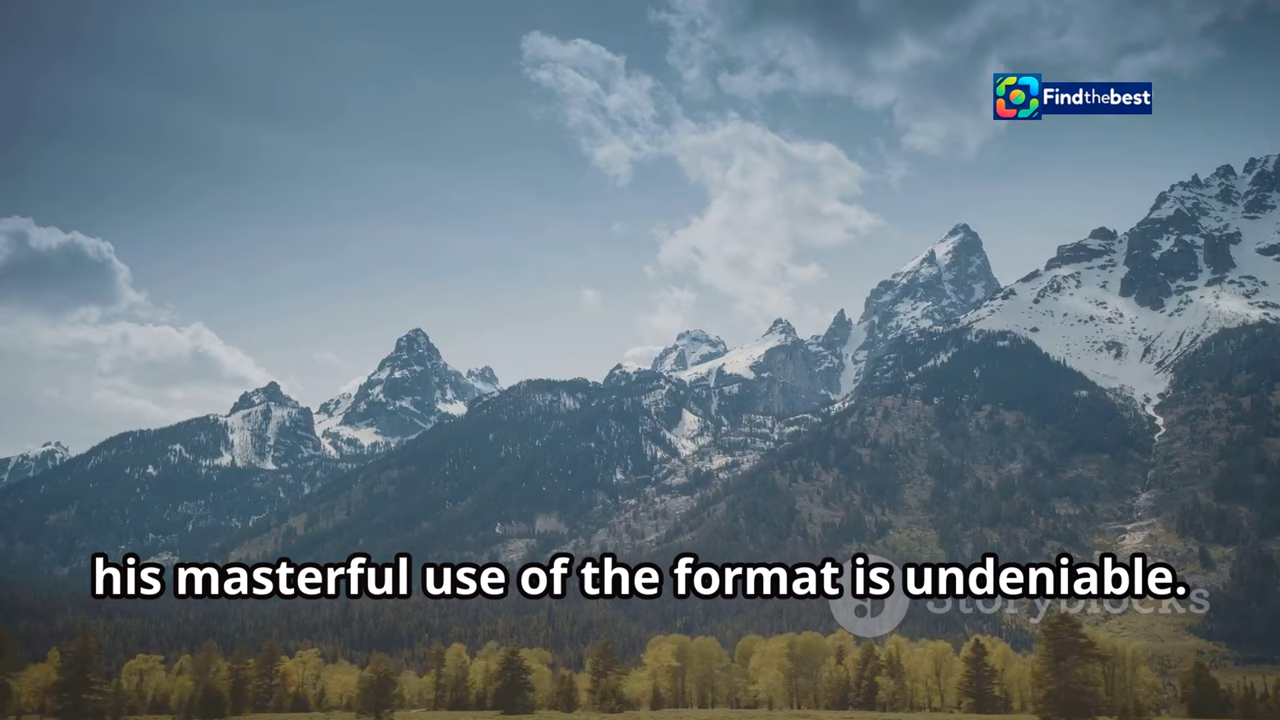 Findthebest
his masterful use of the format is undeniable.
Storyblocks